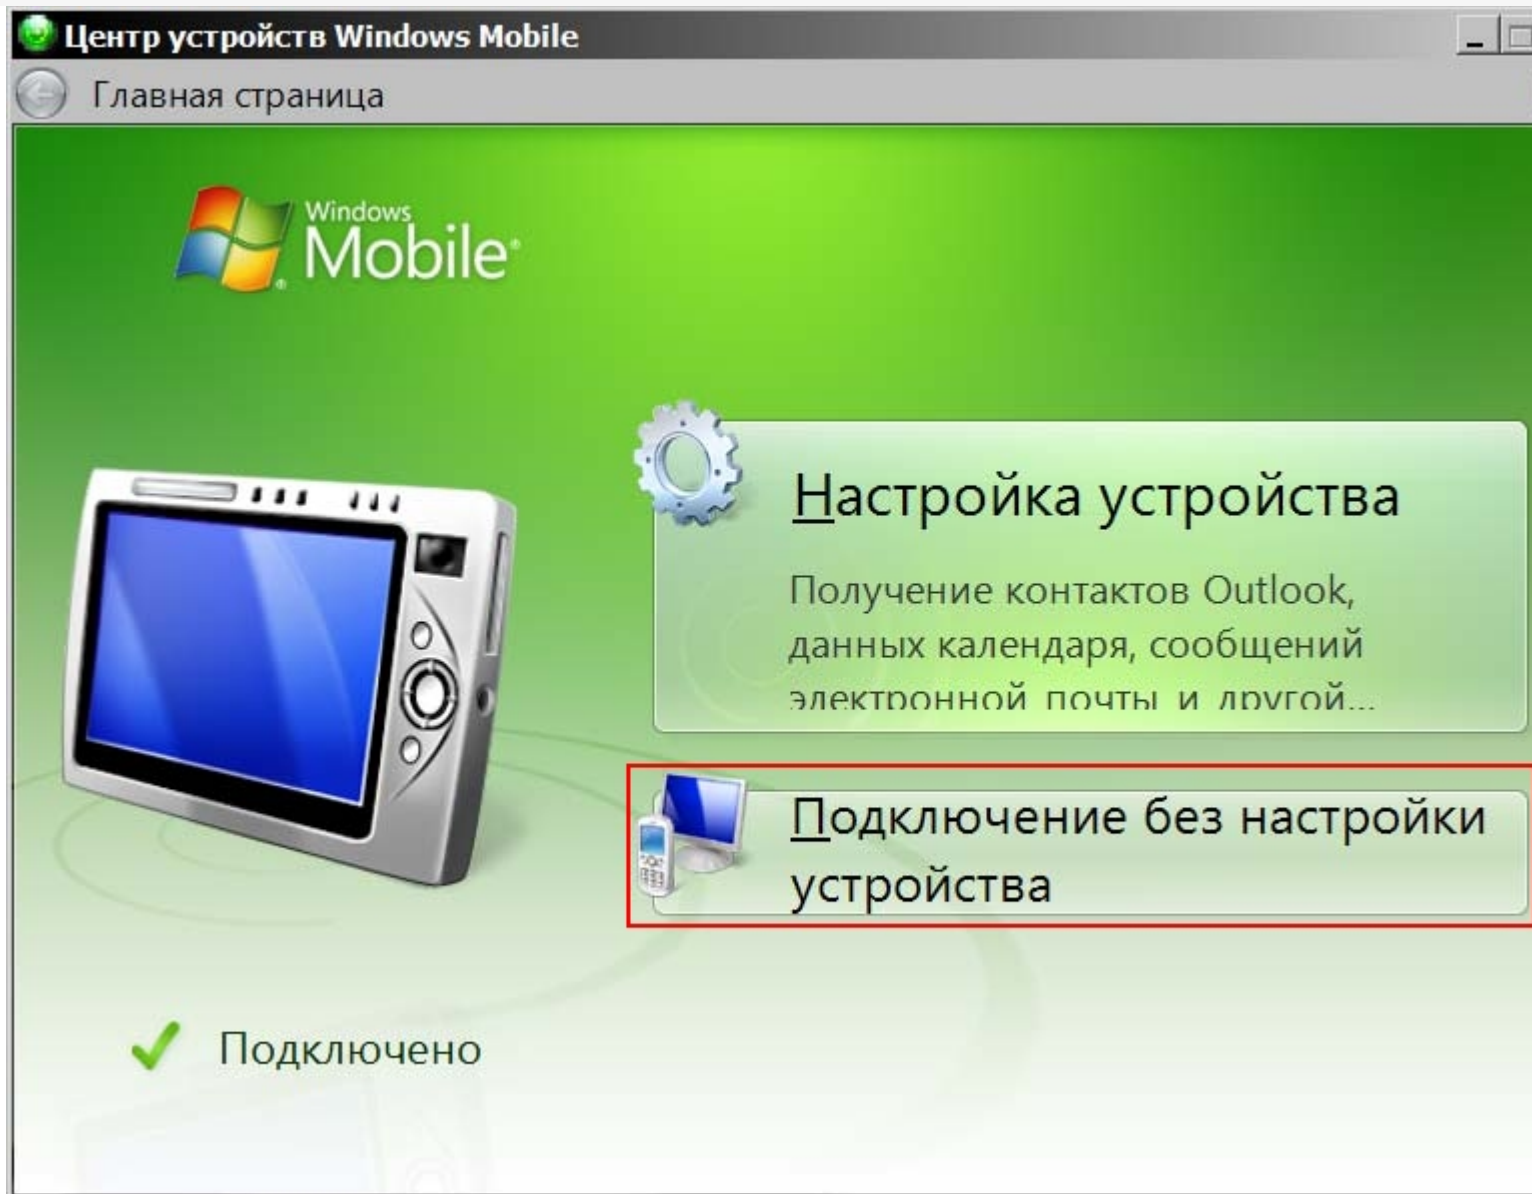 Центр устройств Windows Mobile
Главная страница
Windows
Mobile
Настройка устройства
Получение контактов Outlook,
данных календаря, сообщений
электронной почты и другой...
Подключение без настройки
устройства
Подключено